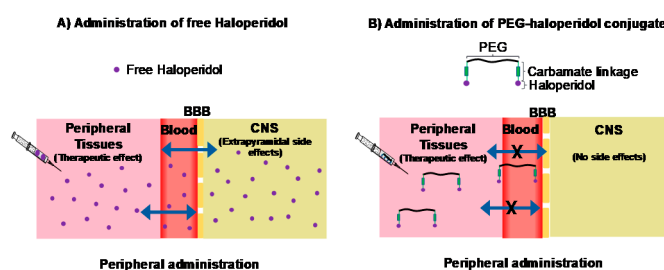 A) Administration of free Haloperidol
Free Haloperidol
BBB
Peripheral
Tissues
(Therapeutic effect)
Blood
CNS
(Extrapyramidal side
effects)
Peripheral administration
B) Administration of PEG-haloperidol conjugate
PEG
Carbamate linkage
Haloperidol
BBB
Peripheral
Tissues
(Therapeutic effect)
Blood
X
X
CNS
(No side effects)
Peripheral administration